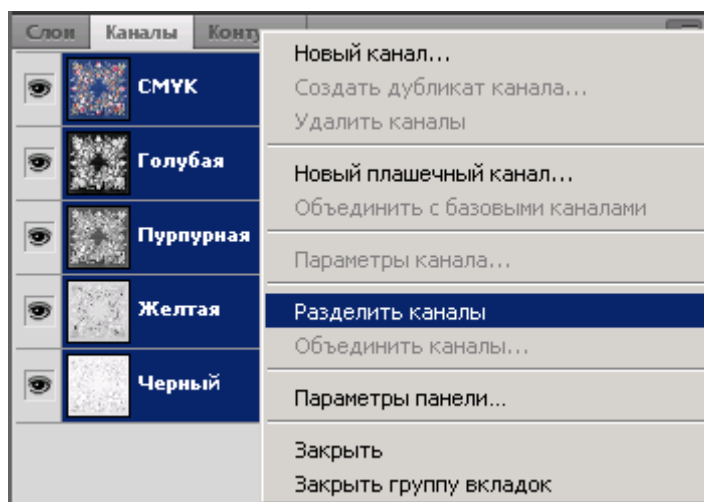 Слои Каналы Конту
CMYK
Голубая
Пурпурная
Желтая
Черный
Новый канал...
Создать дубликат канала...
Удалить каналы
Новый плашечный канал...
Объединить с базовыми каналами
Параметры канала...
Разделить каналы
Объединить каналы...
Параметры панели...
Закрыть
Закрыть группу вкладок